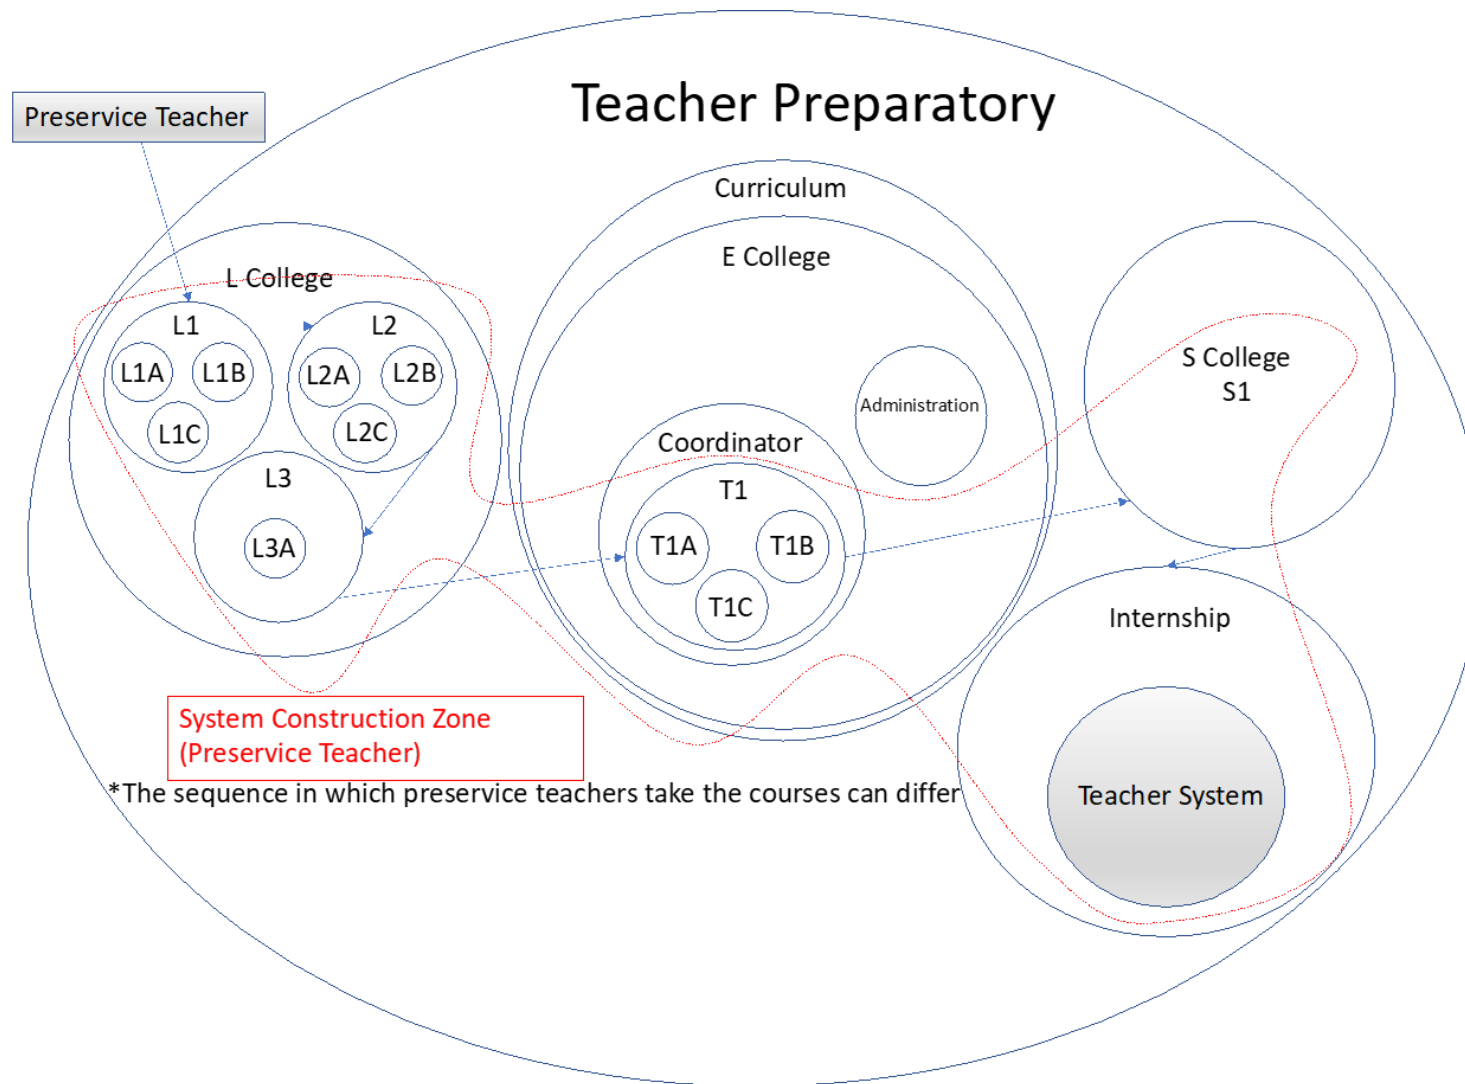 Teacher Preparatory
Preservice Teacher
Curriculum
E College
L College
L1
L1A
L1B
L1C
L2
L2A
L2B
L2C
L3
L3A
Administration
Coordinator
T1
T1A
T1B
T1C
S College
S1
Internship
Teacher System
System Construction Zone
(Preservice Teacher)
*The sequence in which preservice teachers take the courses can differ